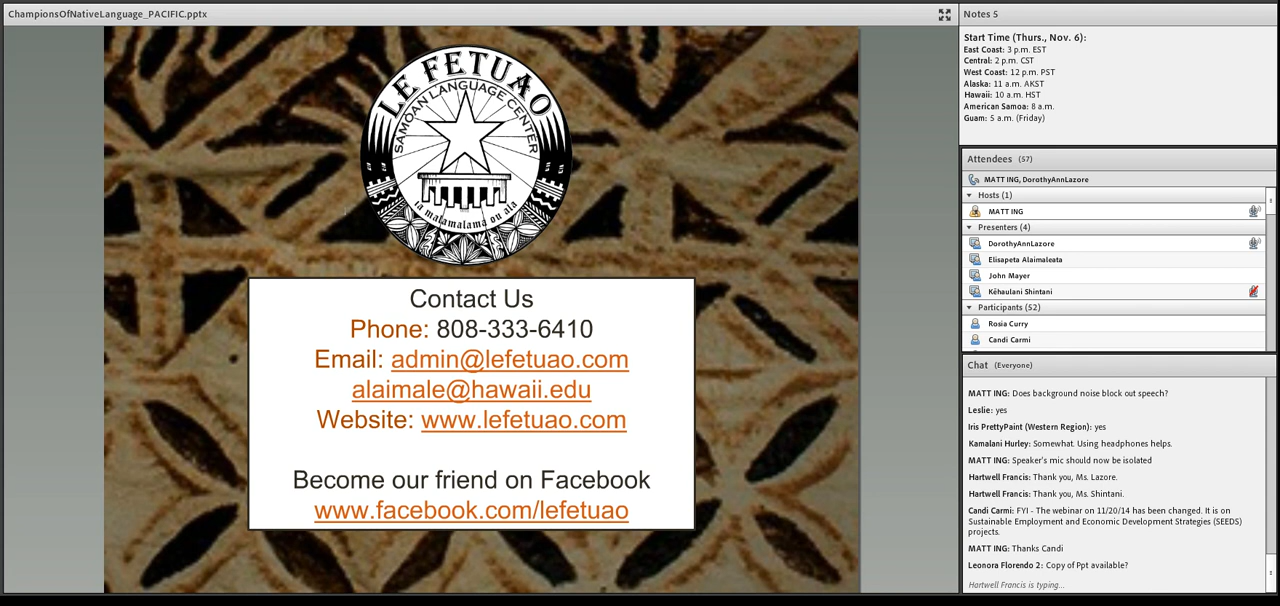 ChampionsOfNativeLanguage_PACIFIC.pptx
LE FETUAO
SAMOAN LANGUAGE CENTER
ia malamalama ou ala
Contact Us
Phone: 808-333-6410
Email: admin@lefetuao.com
alaimale@hawaii.edu
Website: www.lefetuao.com
Become our friend on Facebook
www.facebook.com/lefetuao
Notes 5
Start Time (Thurs., Nov. 6):
East Coast: 3 p.m. EST
Central: 2 p.m. CST
West Coast: 12 p.m. PST
Alaska: 11 a.m. AKST
Hawaii: 10 a.m. HST
American Samoa: 8 a.m.
Guam: 5 a.m. (Friday)
Attendees (57)
MATT ING, DorothyAnnLazore
Hosts (1)
MATT ING
Presenters (4)
DorothyAnnLazore
Elisapeta Alaimaleata
John Mayer
Kēhaulani Shintani
Participants (52)
Rosia Curry
Candi Carmi
Chat (Everyone)
MATT ING: Does background noise block out speech?
Leslie: yes
Iris PrettyPaint (Western Region): yes
Kamalani Hurley: Somewhat. Using headphones helps.
MATT ING: Speaker's mic should now be isolated
Hartwell Francis: Thank you, Ms. Lazore.
Hartwell Francis: Thank you, Ms. Shintani.
Candi Carmi: FYI - The webinar on 11/20/14 has been changed. It is on
Sustainable Employment and Economic Development Strategies (SEEDS)
projects.
MATT ING: Thanks Candi
Leonora Florendo 2: Copy of Ppt available?
Hartwell Francis is typing...